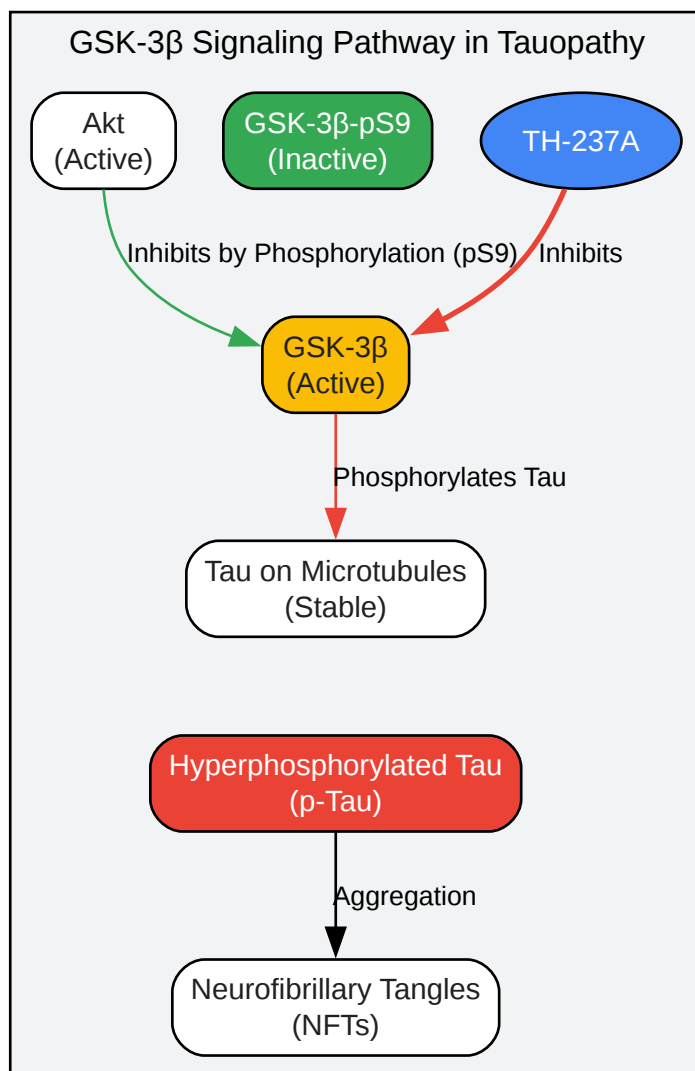 GSK-3β Signaling Pathway in Tauopathy
Akt
(Active)
GSK-3β-pS9
(Inactive)
TH-237A
Inhibits by Phosphorylation (pS9)
Inhibits
GSK-3β
(Active)
Phosphorylates Tau
Tau on Microtubules
(Stable)
Hyperphosphorylated Tau
(p-Tau)
Aggregation
Neurofibrillary Tangles
(NFTs)